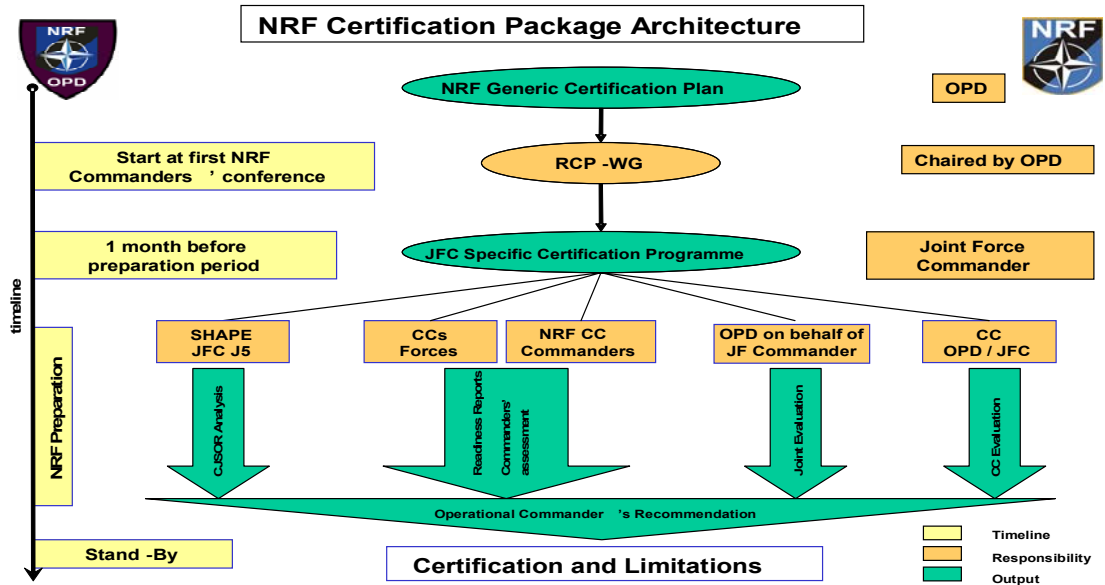 NRF Certification Package Architecture
NRF
OPD
NRF
NRF Generic Certification Plan
OPD
Start at first NRF
Commanders ’ conference
RCP -WG
Chaired by OPD
1 month before
preparation period
JFC Specific Certification Programme
Joint Force
Commander
timeline
NRF Preparation
SHAPE
JFC J5
CCs
Forces
NRF CC
Commanders
OPD on behalf of
JF Commander
CC
OPD / JFC
CJSOR Analysis
Readiness Reports
Commanders’
assessment
Joint Evaluation
CC Evaluation
Operational Commander ’s Recommendation
Stand -By
Certification and Limitations
Timeline
Responsibility
Output